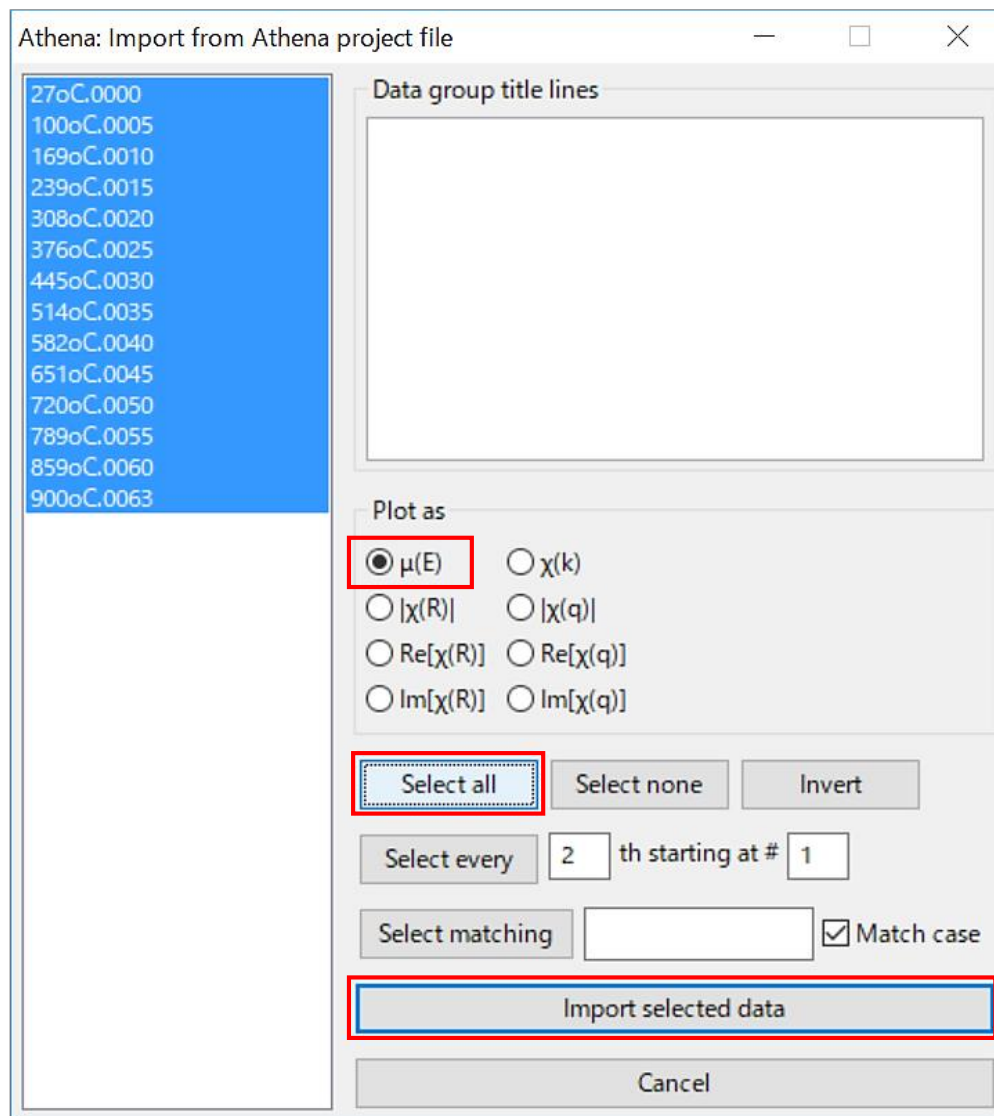 Athena: Import from Athena project file
27oC.0000
100oC.0005
169oC.0010
239oC.0015
308oC.0020
376oC.0025
445oC.0030
514oC.0035
582oC.0040
651oC.0045
720oC.0050
789oC.0055
859oC.0060
900oC.0063
Data group title lines
Plot as
μ(E) χ(k)
|χ(R)| |χ(q)|
Re[χ(R)] Re[χ(q)]
Im[χ(R)] Im[χ(q)]
Select all Select none Invert
Select every 2 th starting at # 1
Select matching Match case
Import selected data
Cancel